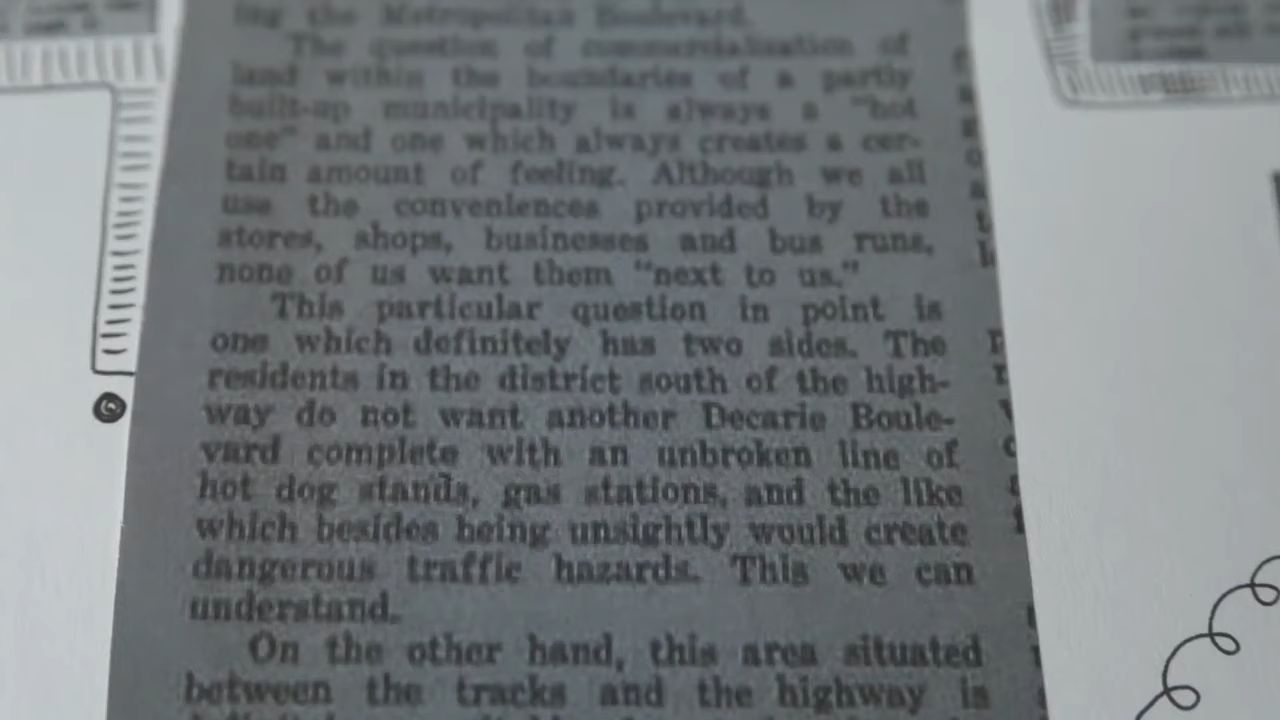 ing the Metropolitan Boulevard.
The question of commercialization of
land within the boundaries of a partly
built-up municipality is always a "hot
one" and one which always creates a cer-
tain amount of feeling. Although we all
use the conveniences provided by the
stores, shops, businesses and bus runs,
none of us want them "next to us."
This particular question in point is
one which definitely has two sides. The
residents in the district south of the high-
way do not want another Decarie Boule-
vard complete with an unbroken line of
hot dog stands, gas stations, and the like
which besides being unsightly would create
dangerous traffic hazards. This we can
understand.
On the other hand, this area situated
between the tracks and the highway is